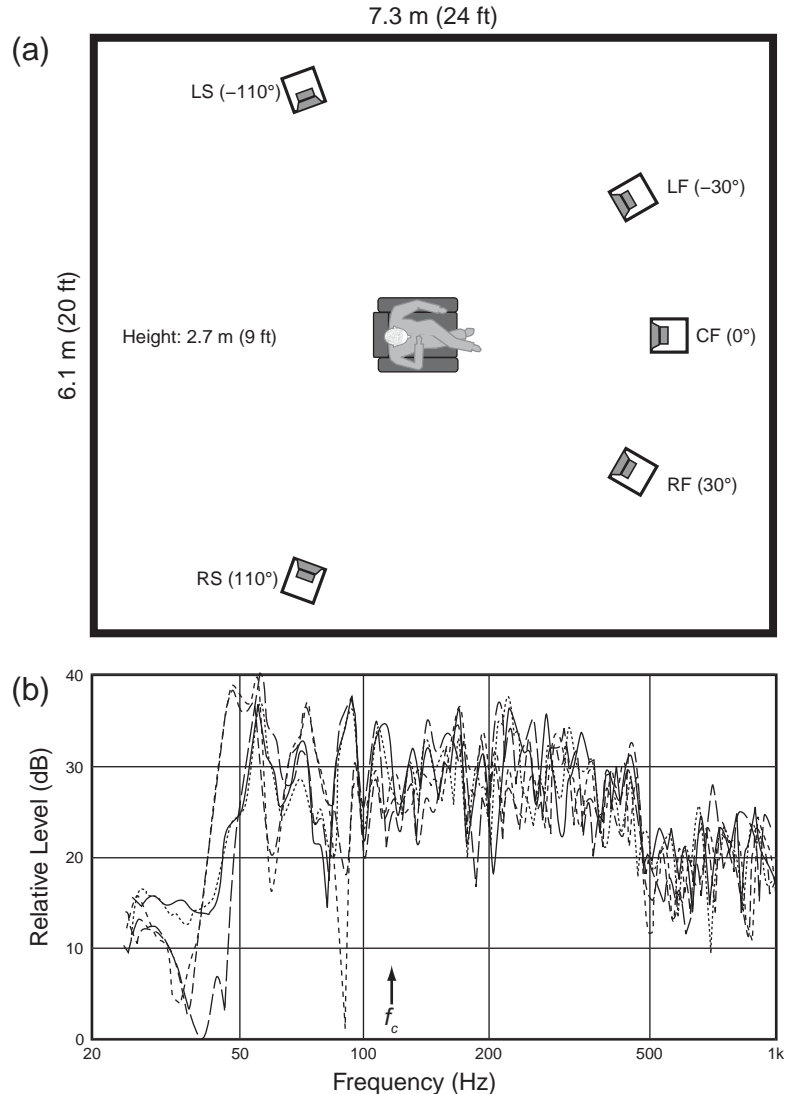 7.3 m (24 ft)
(a)
LS (−110°)
LF (−30°)
6.1 m (20 ft)
Height: 2.7 m (9 ft)
CF (0°)
RF (30°)
RS (110°)
(b)
40
30
20
10
0
Relative Level (dB)
fc
20
50
100
200
500
1k
Frequency (Hz)